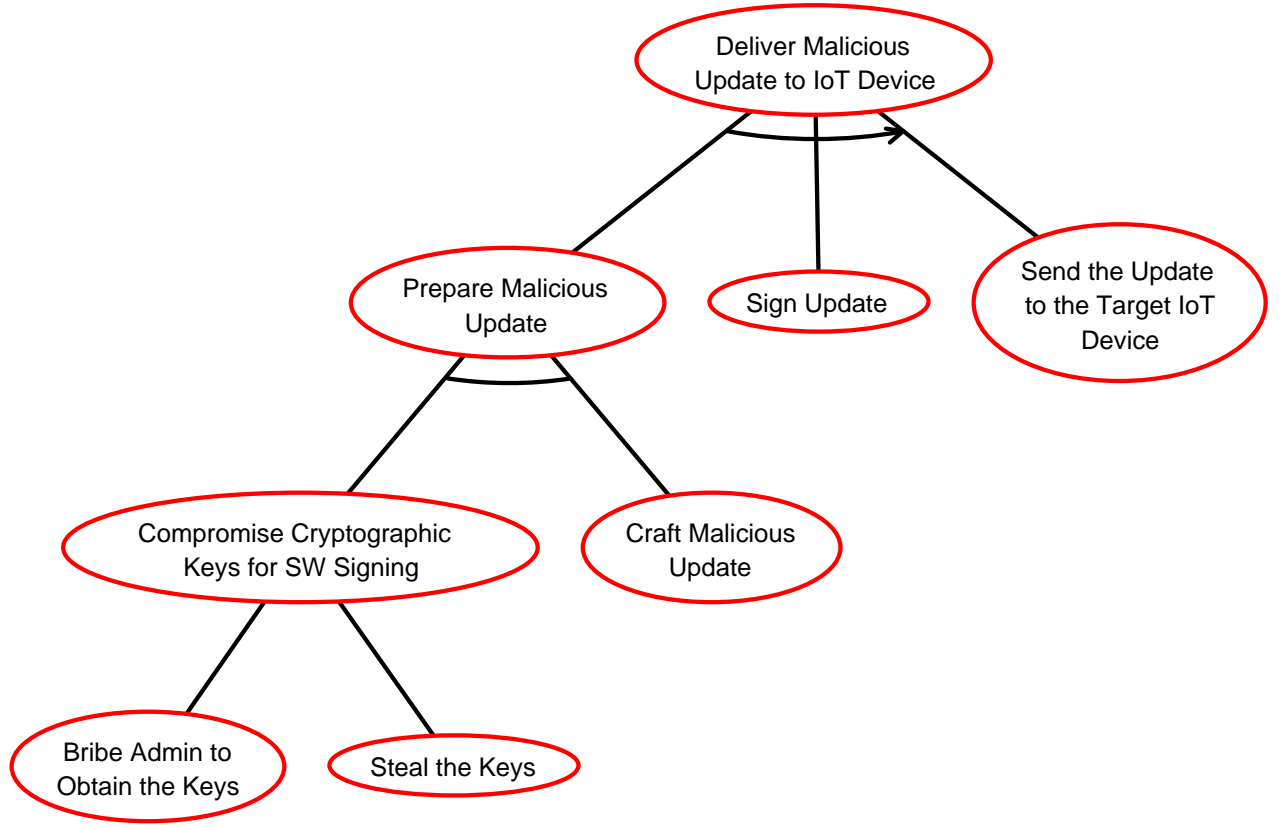 Deliver Malicious
Update to IoT Device
Prepare Malicious
Update
Sign Update
Send the Update
to the Target IoT
Device
Compromise Cryptographic
Keys for SW Signing
Craft Malicious
Update
Bribe Admin to
Obtain the Keys
Steal the Keys